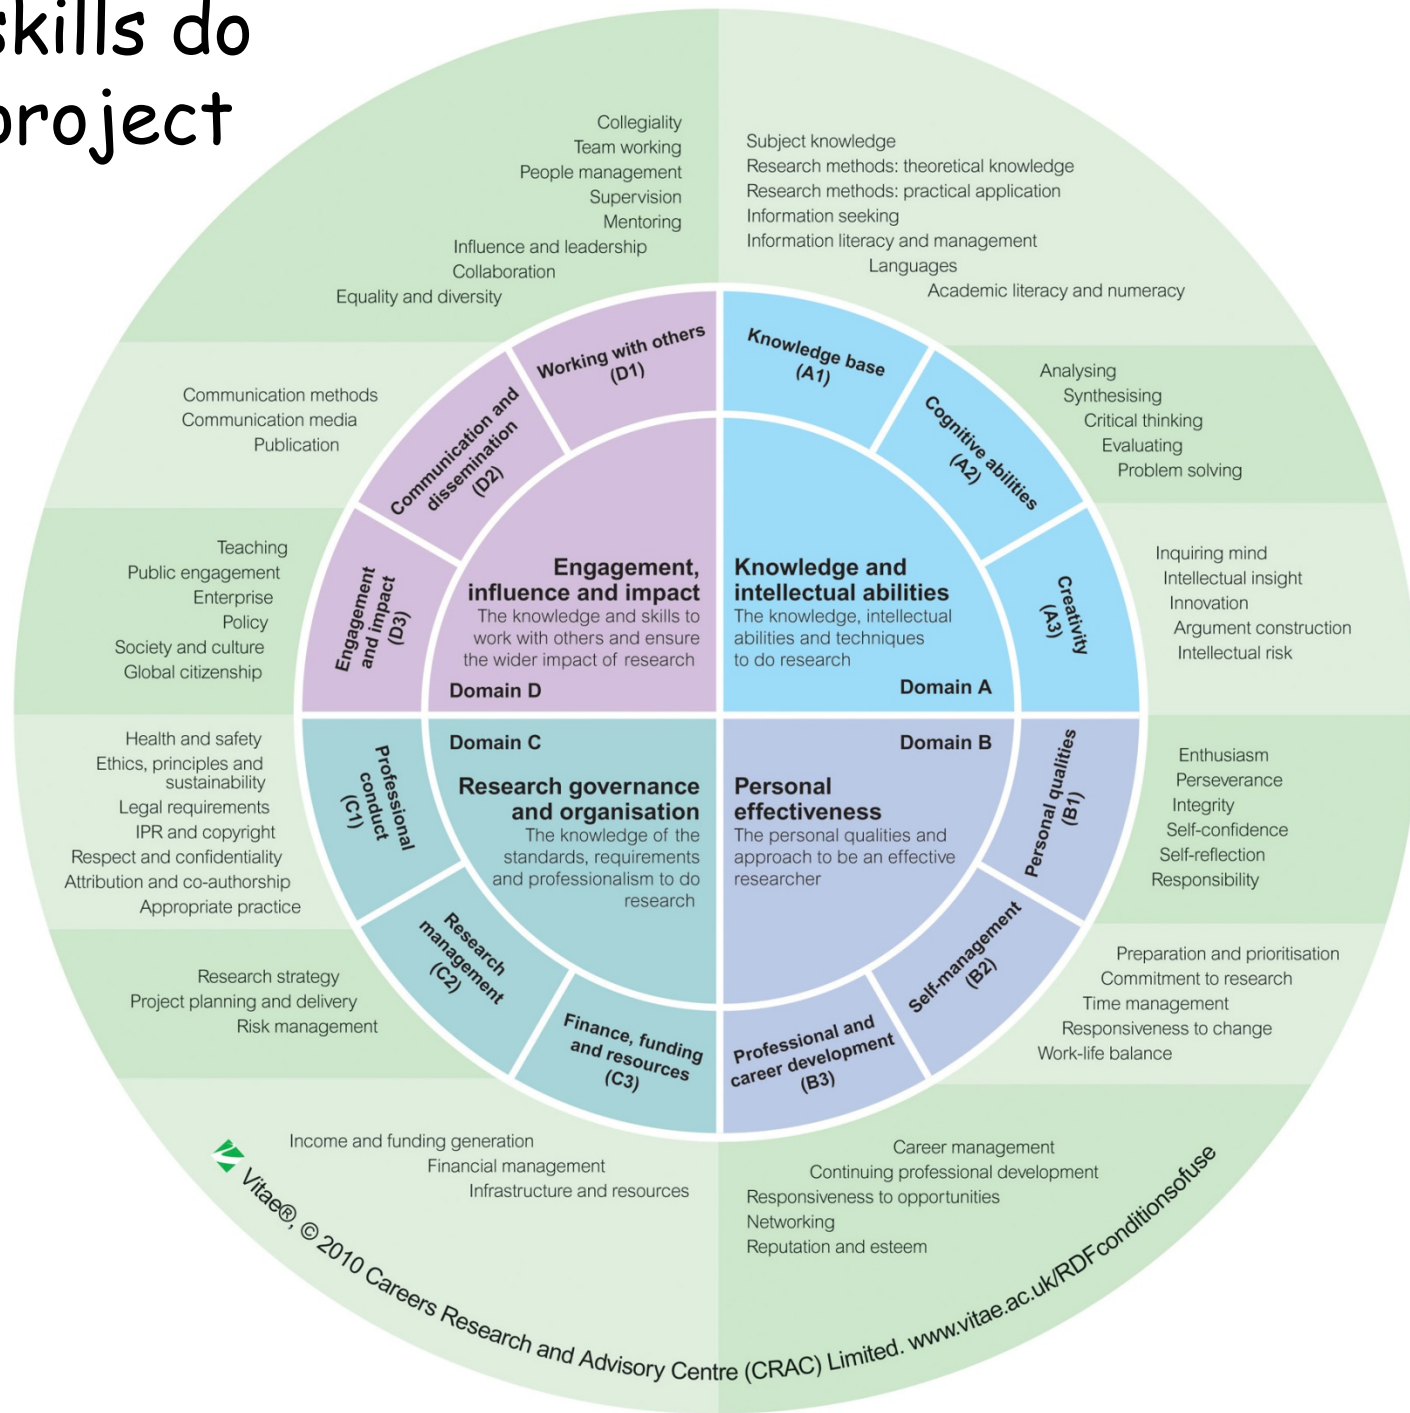 skills do
project
Collegiality
Team working
People management
Supervision
Mentoring
Influence and leadership
Collaboration
Equality and diversity
Subject knowledge
Research methods: theoretical knowledge
Research methods: practical application
Information seeking
Information literacy and management
Languages
Academic literacy and numeracy
Working with others
(D1)
Knowledge base
(A1)
Communication methods
Communication media
Publication
Communication and
dissemination
(D2)
Cognitive abilities
(A2)
Analysing
Synthesising
Critical thinking
Evaluating
Problem solving
Teaching
Public engagement
Enterprise
Policy
Society and culture
Global citizenship
Engagement
and impact
(D3)
Engagement,
influence and impact
The knowledge and skills to
work with others and ensure
the wider impact of research
Domain D
Knowledge and
intellectual abilities
The knowledge, intellectual
abilities and techniques
to do research
Domain A
Creativity
(A3)
Inquiring mind
Intellectual insight
Innovation
Argument construction
Intellectual risk
Health and safety
Ethics, principles and
sustainability
Legal requirements
IPR and copyright
Respect and confidentiality
Attribution and co-authorship
Appropriate practice
Professional
conduct
(C1)
Domain C
Research governance
and organisation
The knowledge of the
standards, requirements
and professionalism to do
research
Domain B
Personal
effectiveness
The personal qualities and
approach to be an effective
researcher
Personal qualities
(B1)
Enthusiasm
Perseverance
Integrity
Self-confidence
Self-reflection
Responsibility
Research strategy
Project planning and delivery
Risk management
Research
management
(C2)
Self-management
(B2)
Preparation and prioritisation
Commitment to research
Time management
Responsiveness to change
Work-life balance
Finance, funding
and resources
(C3)
Professional and
career development
(B3)
Income and funding generation
Financial management
Infrastructure and resources
Career management
Continuing professional development
Responsiveness to opportunities
Networking
Reputation and esteem
Vitae®, © 2010 Careers Research and Advisory Centre (CRAC) Limited. www.vitae.ac.uk/RDFconditionsofuse